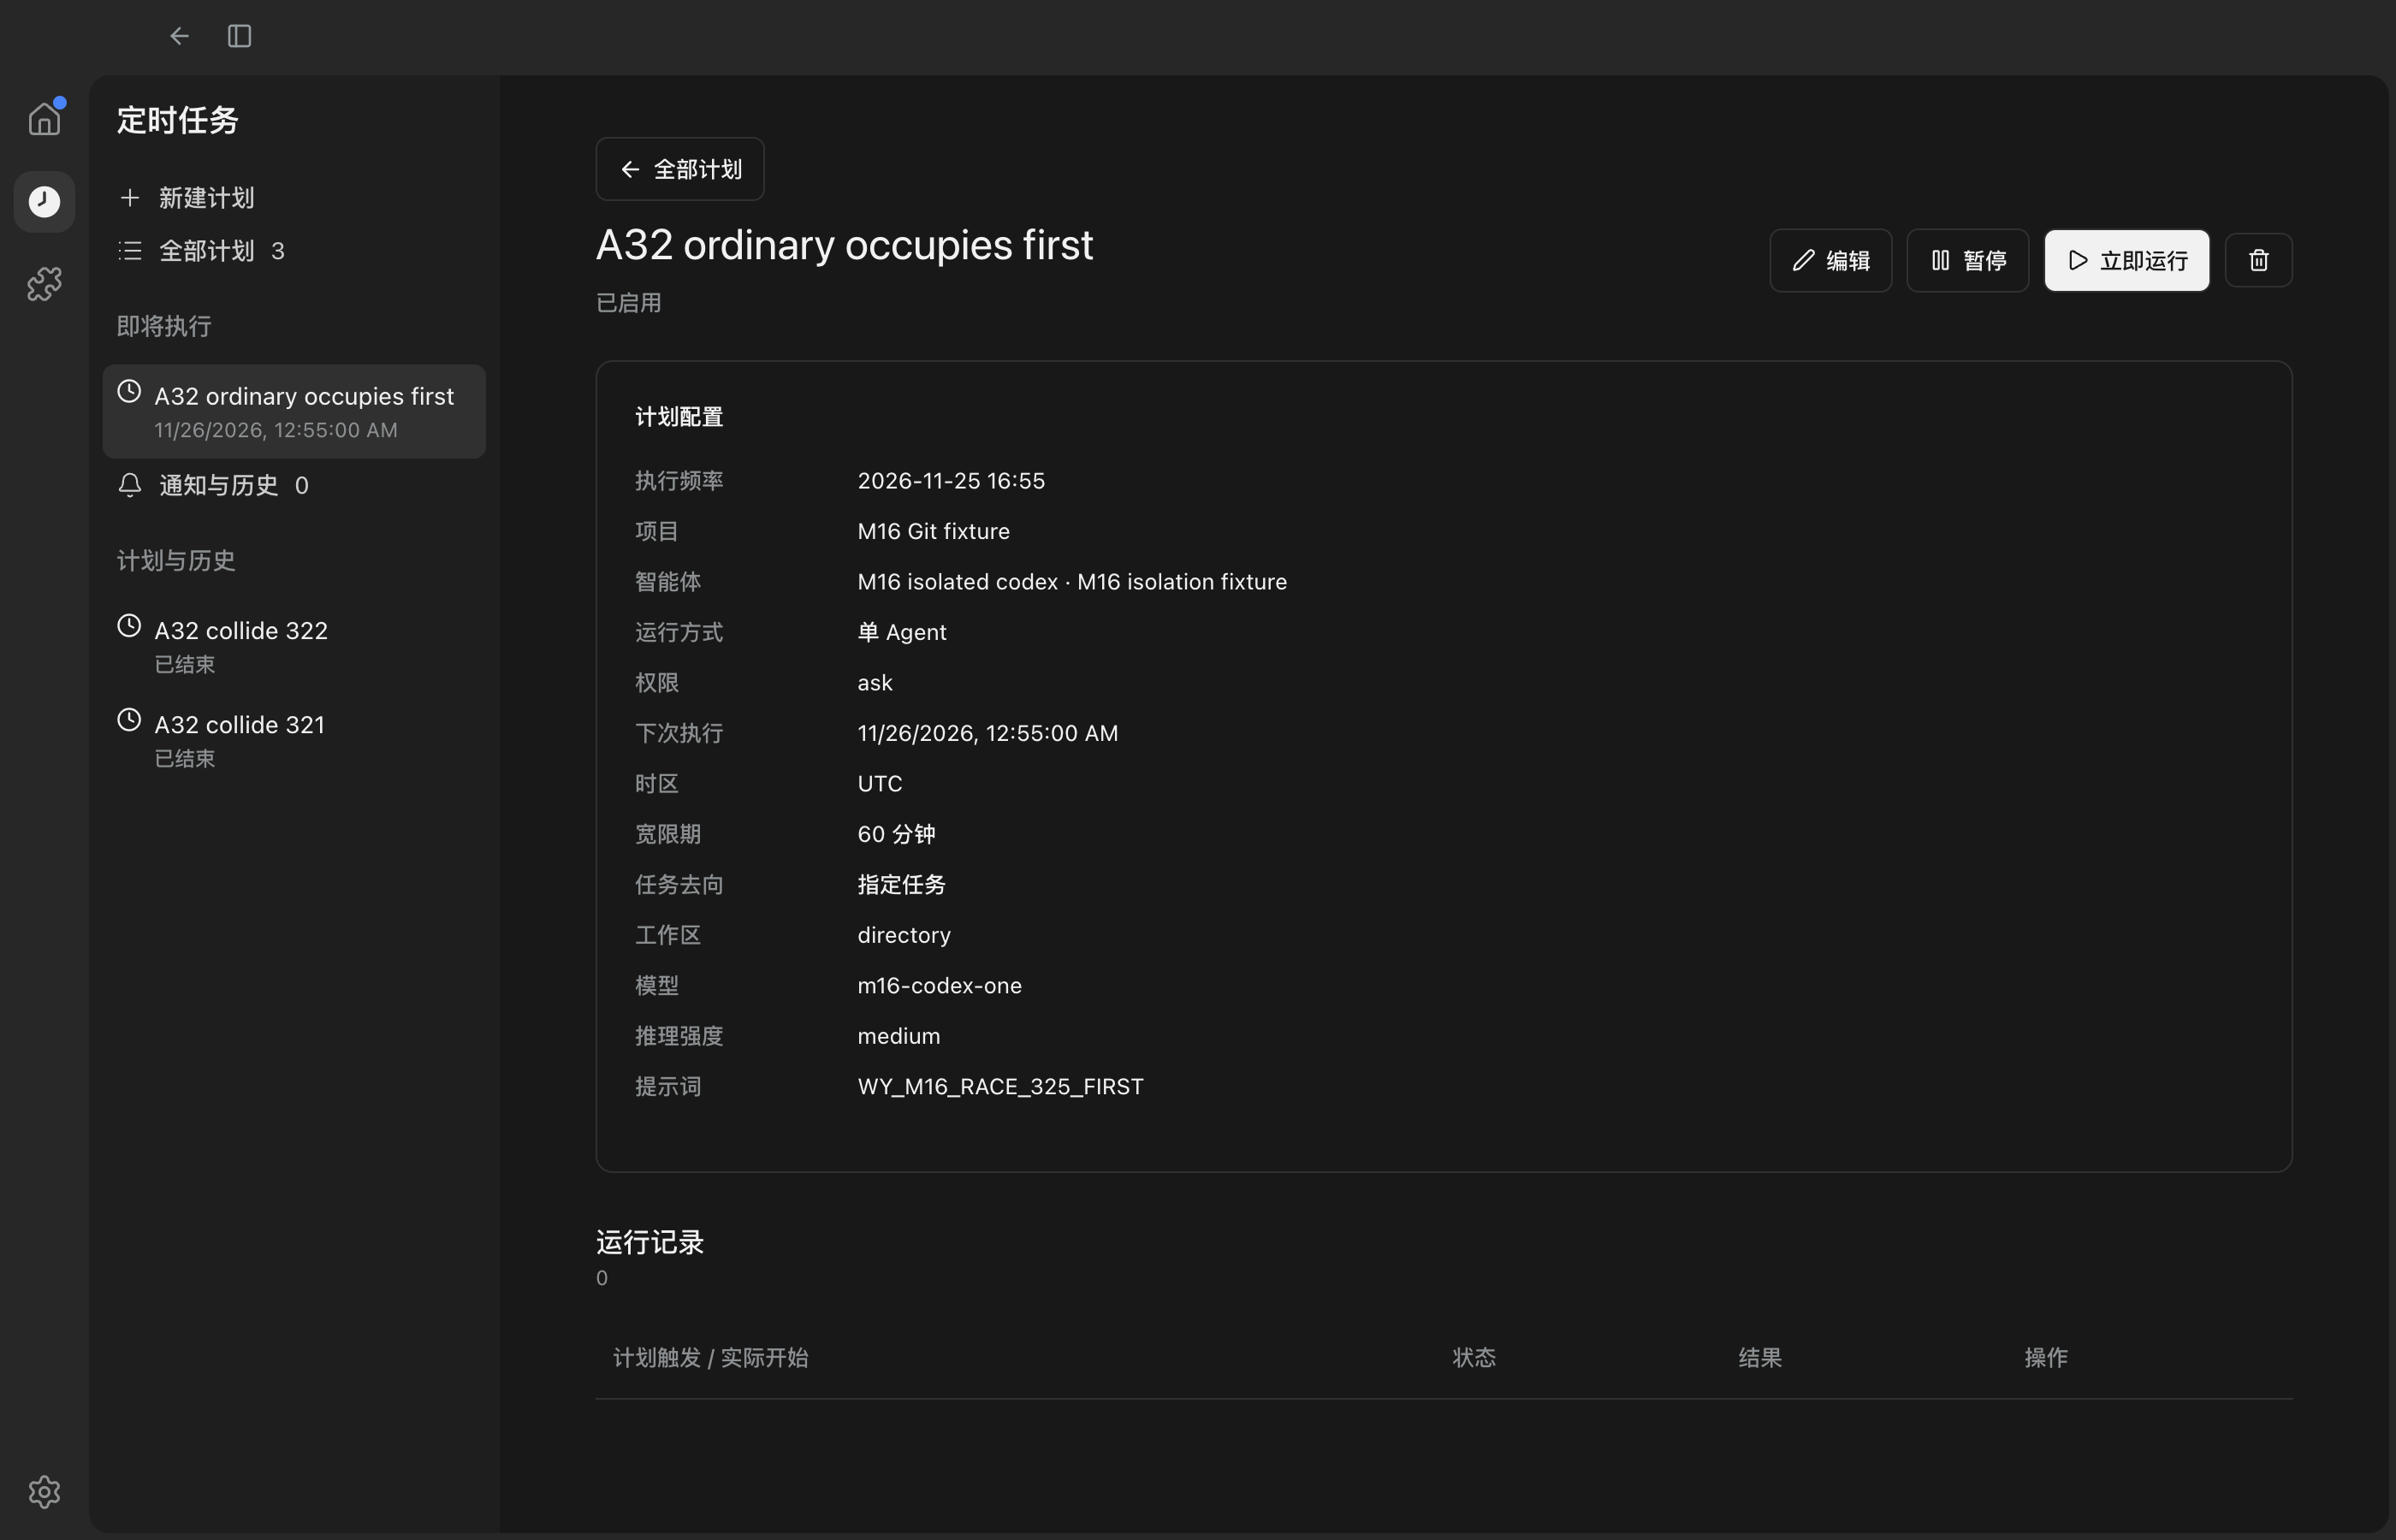 定时任务
新建计划
全部计划 3
即将执行
A32 ordinary occupies first
11/26/2026, 12:55:00 AM
通知与历史 0
计划与历史
A32 collide 322
已结束
A32 collide 321
已结束
全部计划
A32 ordinary occupies first
已启用
编辑
暂停
立即运行
计划配置
执行频率 2026-11-25 16:55
项目 M16 Git fixture
智能体 M16 isolated codex · M16 isolation fixture
运行方式 单 Agent
权限 ask
下次执行 11/26/2026, 12:55:00 AM
时区 UTC
宽限期 60 分钟
任务去向 指定任务
工作区 directory
模型 m16-codex-one
推理强度 medium
提示词 WY_M16_RACE_325_FIRST
运行记录
0
计划触发 / 实际开始 状态 结果 操作